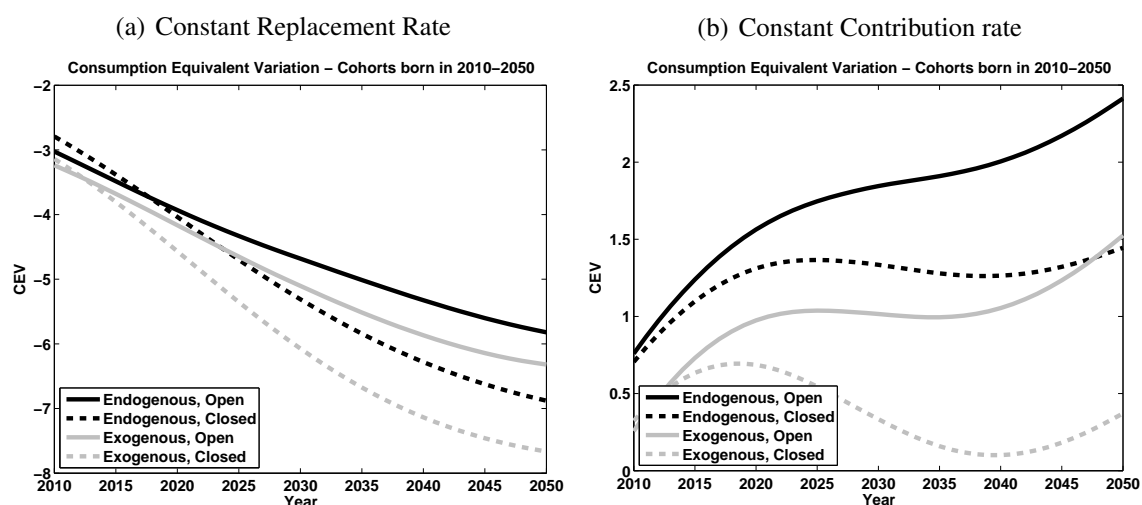 (a) Constant Replacement Rate
Consumption Equivalent Variation – Cohorts born in 2010–2050
−2
−3
−4
−5
−6
−7
−8
CEV
Endogenous, Open
Endogenous, Closed
Exogenous, Open
Exogenous, Closed
2010 2015 2020 2025 2030 2035 2040 2045 2050
Year
(b) Constant Contribution rate
Consumption Equivalent Variation – Cohorts born in 2010–2050
2.5
2
1.5
1
0.5
0
CEV
Endogenous, Open
Endogenous, Closed
Exogenous, Open
Exogenous, Closed
2010 2015 2020 2025 2030 2035 2040 2045 2050
Year